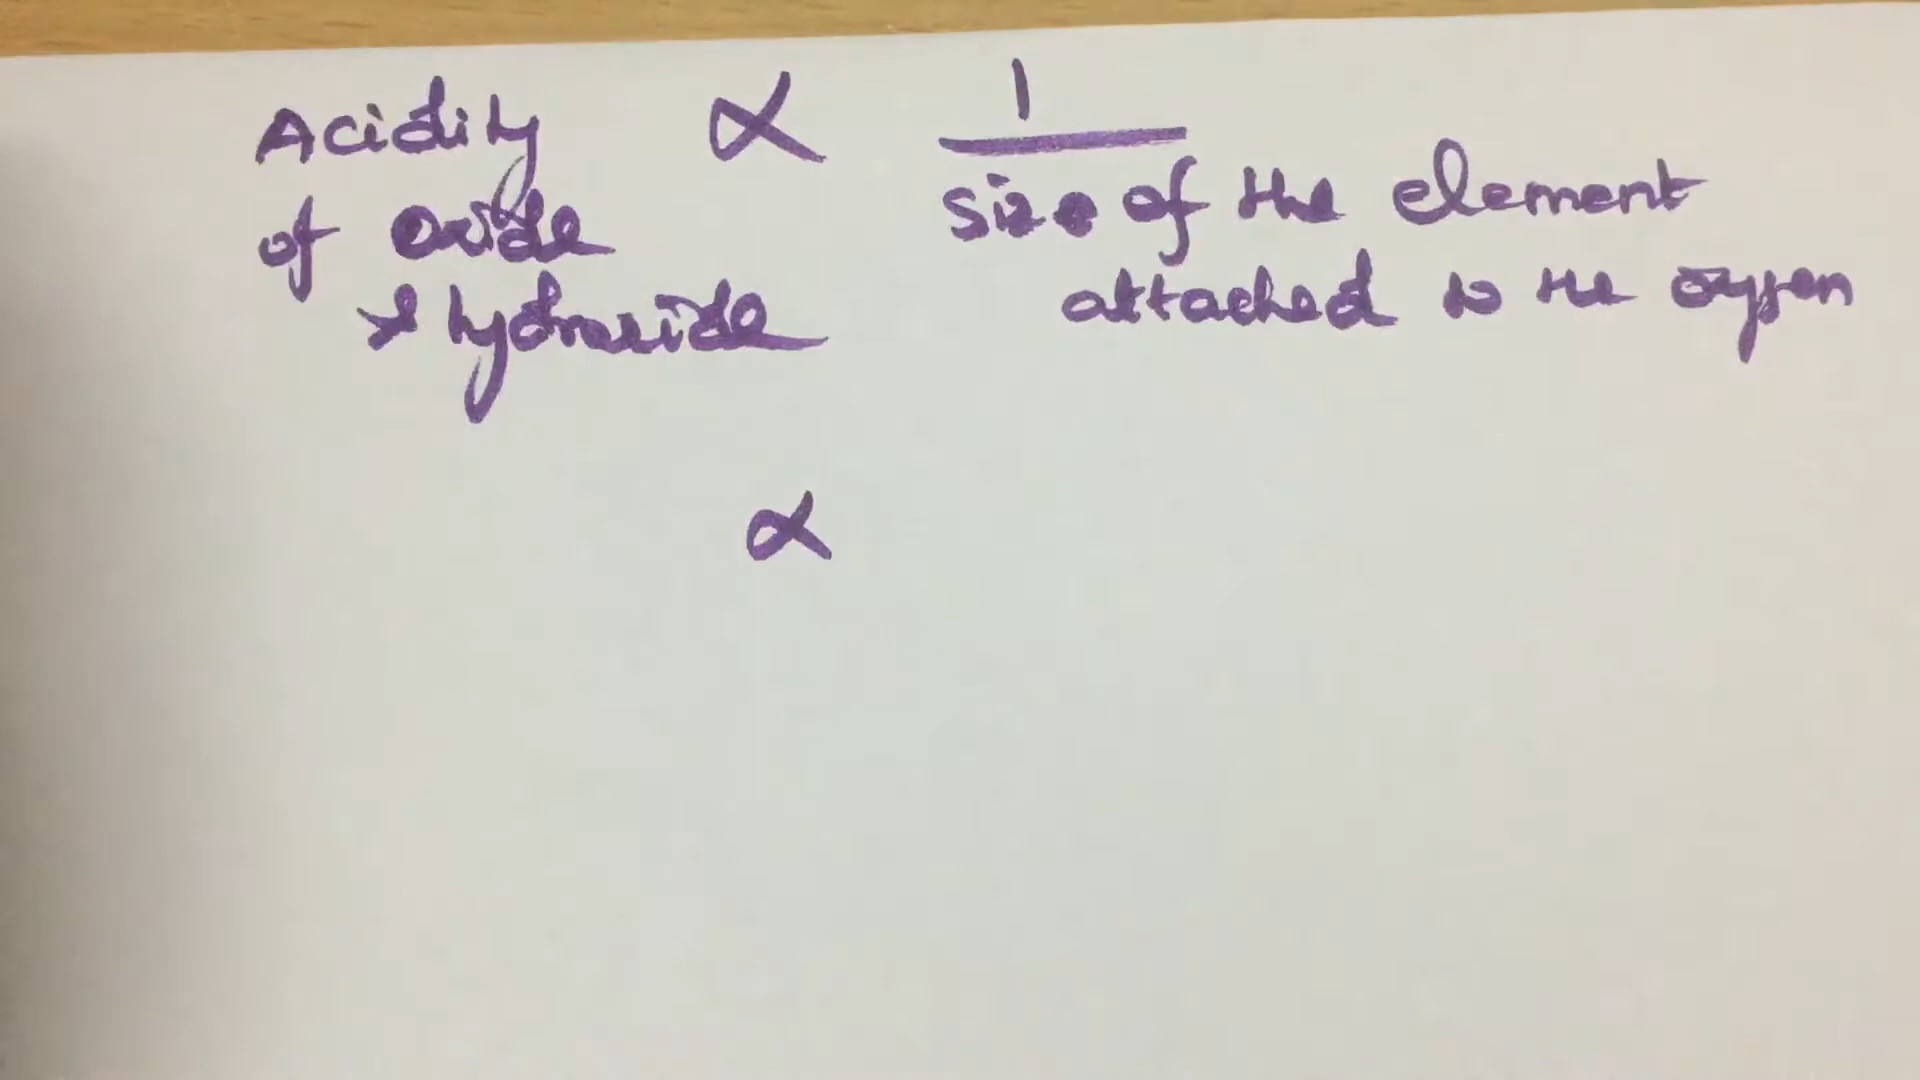 Acidity ∝ 1
of oxide size of the element
& hydroxide attached to the oxygen
∝